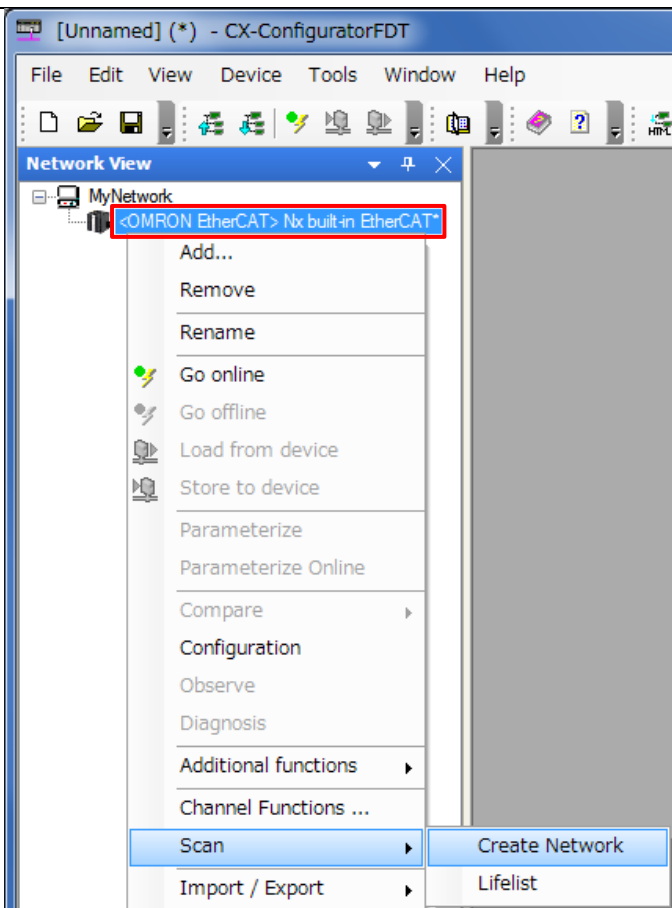 [Unnamed] (*) - CX-ConfiguratorFDT
File Edit View Device Tools Window Help
HTML
Network View
MyNetwork
<OMRON EtherCAT> Nx built-in EtherCAT*
Add...
Remove
Rename
Go online
Go offline
Load from device
Store to device
Parameterize
Parameterize Online
Compare
Configuration
Observe
Diagnosis
Additional functions
Channel Functions ...
Scan Create Network
Import / Export Lifelist